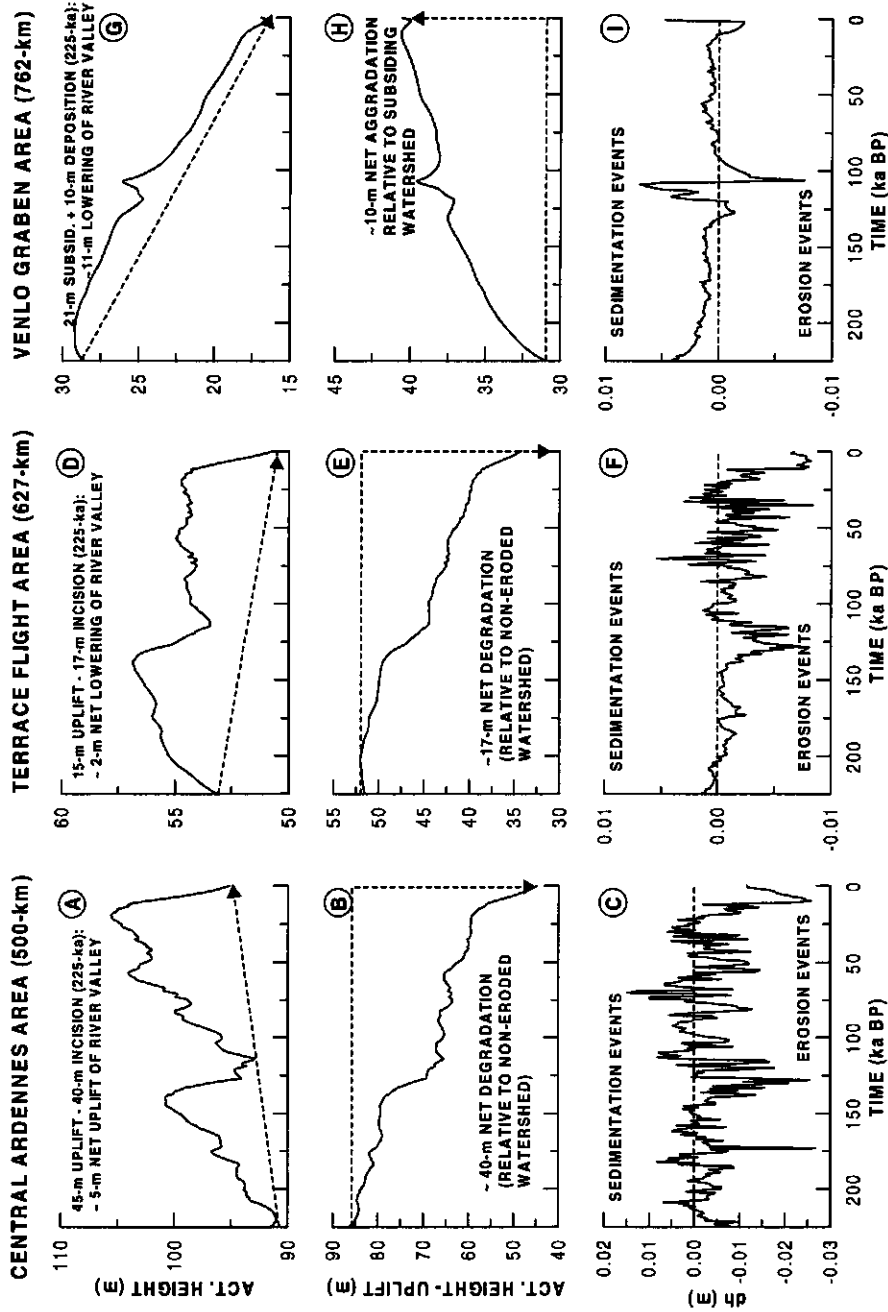 CENTRAL ARDENNES AREA (500-km)
110
100
90
ACT. HEIGHT (m)
A
45-m UPLIFT - 40-m INCISION (225-ka):
~ 5-m NET UPLIFT OF RIVER VALLEY
90
80
70
60
50
40
ACT. HEIGHT - UPLIFT (m)
B
~ 40-m NET DEGRADATION
(RELATIVE TO NON-ERODED
WATERSHED)
0.02
0.01
0.00
-0.01
-0.02
-0.03
dh (m)
C
SEDIMENTATION EVENTS
EROSION EVENTS
200
150
100
50
0
TIME (ka BP)
TERRACE FLIGHT AREA (627-km)
60
55
50
D
15-m UPLIFT - 17-m INCISION (225-ka):
~ 2-m NET LOWERING OF RIVER VALLEY
55
50
45
40
35
30
E
~17-m NET DEGRADATION
(RELATIVE TO NON-ERODED
WATERSHED)
0.01
0.00
-0.01
F
SEDIMENTATION EVENTS
EROSION EVENTS
200
150
100
50
0
TIME (ka BP)
VENLO GRABEN AREA (762-km)
30
25
20
15
G
21-m SUBSID. + 10-m DEPOSITION (225-ka):
~11-m LOWERING OF RIVER VALLEY
45
40
35
30
H
~10-m NET AGGRADATION
RELATIVE TO SUBSIDING
WATERSHED
0.01
0.00
-0.01
I
SEDIMENTATION EVENTS
EROSION EVENTS
200
150
100
50
0
TIME (ka BP)